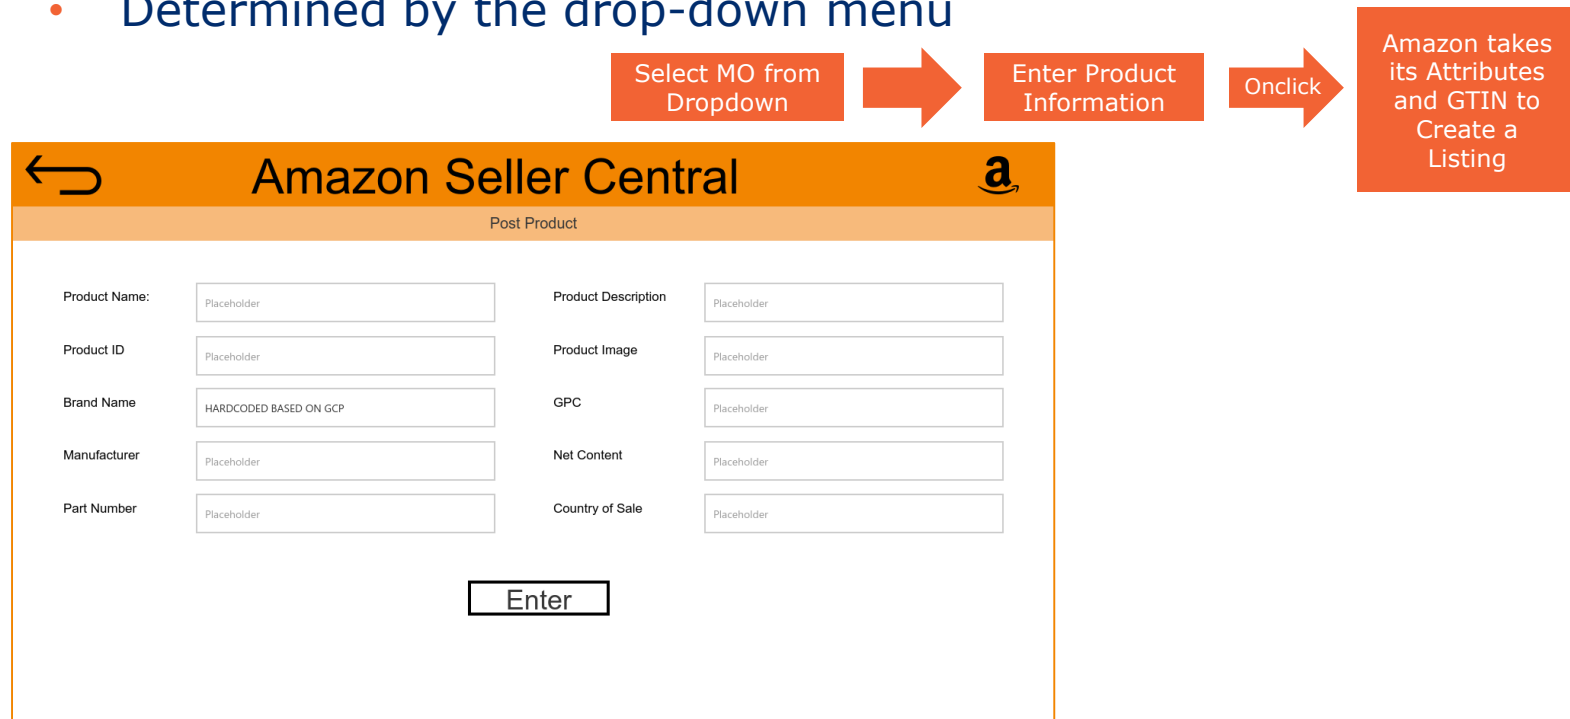 • Determined by the drop-down menu
Select MO from
Dropdown
Enter Product
Information
Onclick
Amazon takes
its Attributes
and GTIN to
Create a
Listing
Amazon Seller Central
a
Post Product
Product Name:
Placeholder
Product Description
Placeholder
Product ID
Placeholder
Product Image
Placeholder
Brand Name
HARDCODED BASED ON GCP
GPC
Placeholder
Manufacturer
Placeholder
Net Content
Placeholder
Part Number
Placeholder
Country of Sale
Placeholder
Enter